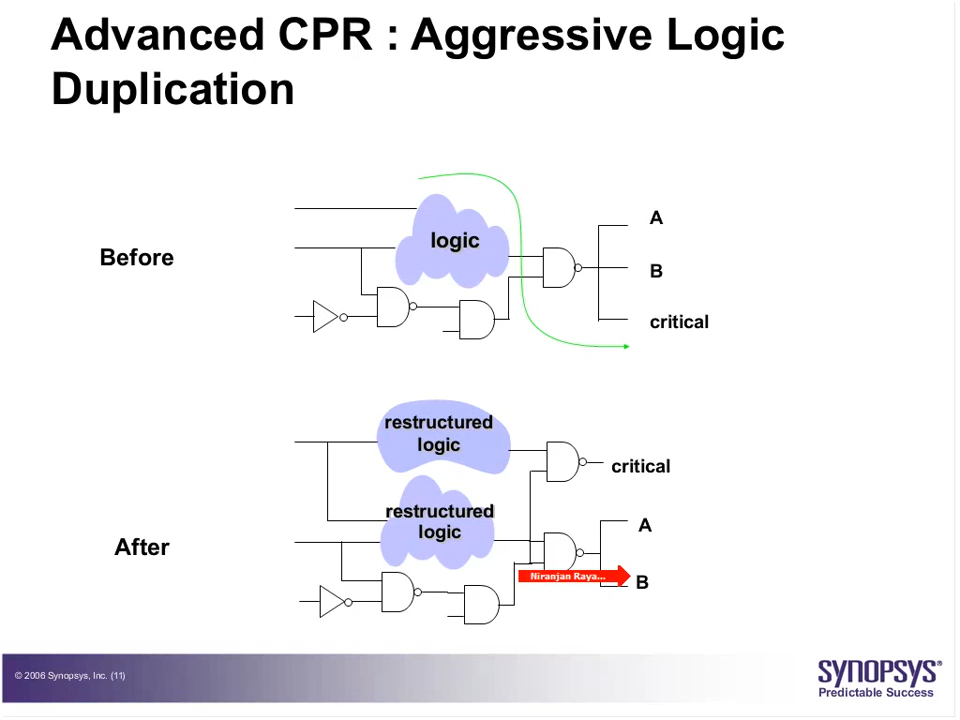 Advanced CPR : Aggressive Logic
Duplication
Before
logic
A
B
critical
After
restructured
logic
critical
restructured
logic
A
Niranjan Raya...
B
© 2006 Synopsys, Inc. (11)
SYNOPSYS®
Predictable Success